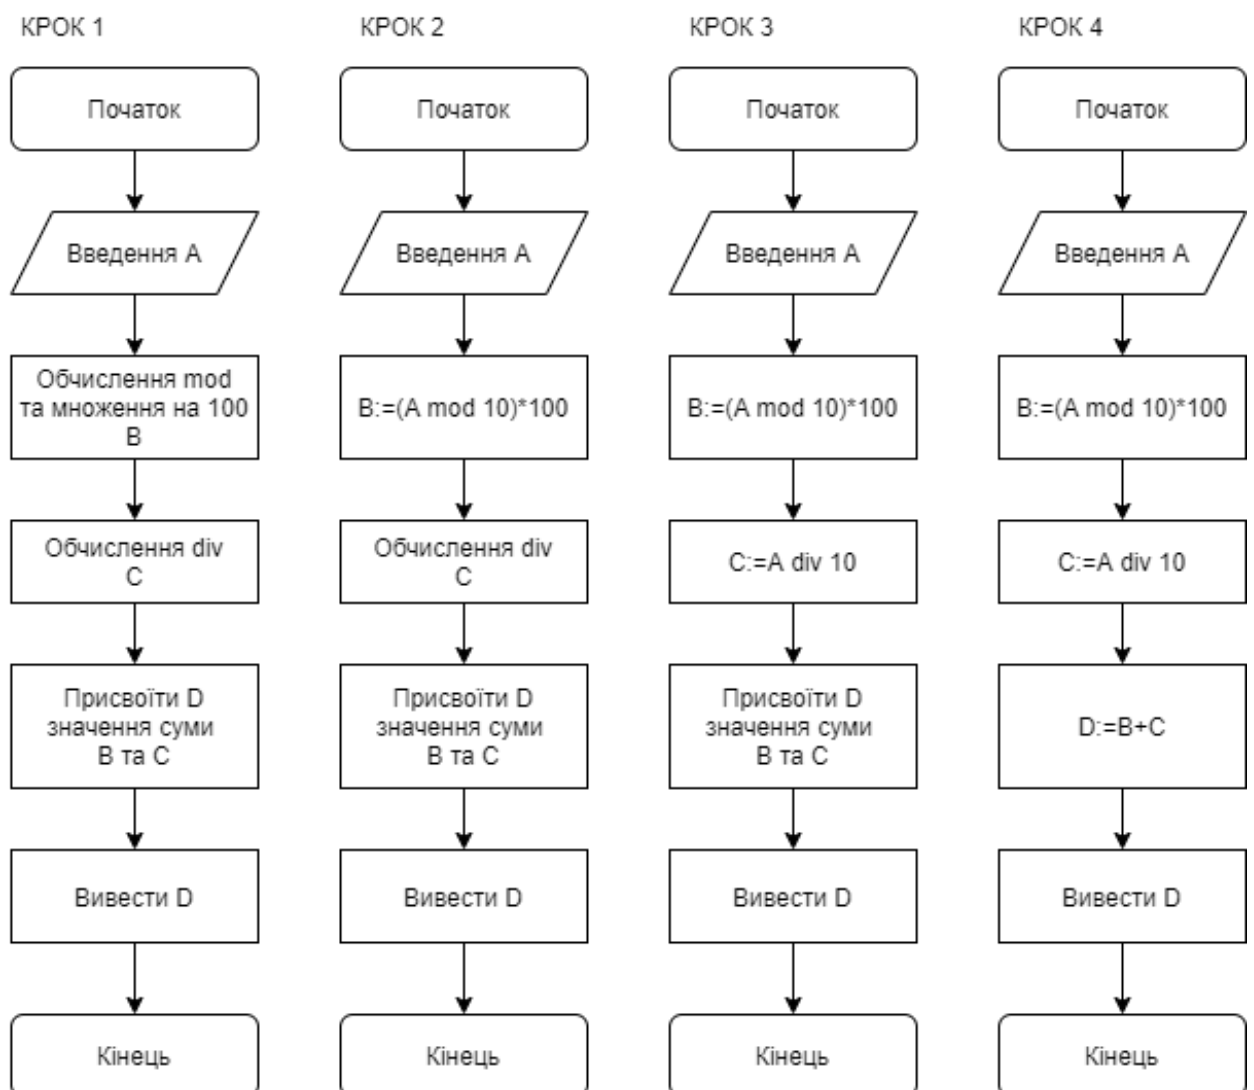 КРОК 1
Початок
Введення А
Обчислення mod
та множення на 100
В
Обчислення div
С
Присвоїти D
значення суми
В та С
Вивести D
Кінець
КРОК 2
Початок
Введення А
B:=(A mod 10)*100
Обчислення div
С
Присвоїти D
значення суми
В та С
Вивести D
Кінець
КРОК 3
Початок
Введення А
B:=(A mod 10)*100
C:=A div 10
Присвоїти D
значення суми
В та С
Вивести D
Кінець
КРОК 4
Початок
Введення А
B:=(A mod 10)*100
C:=A div 10
D:=B+C
Вивести D
Кінець